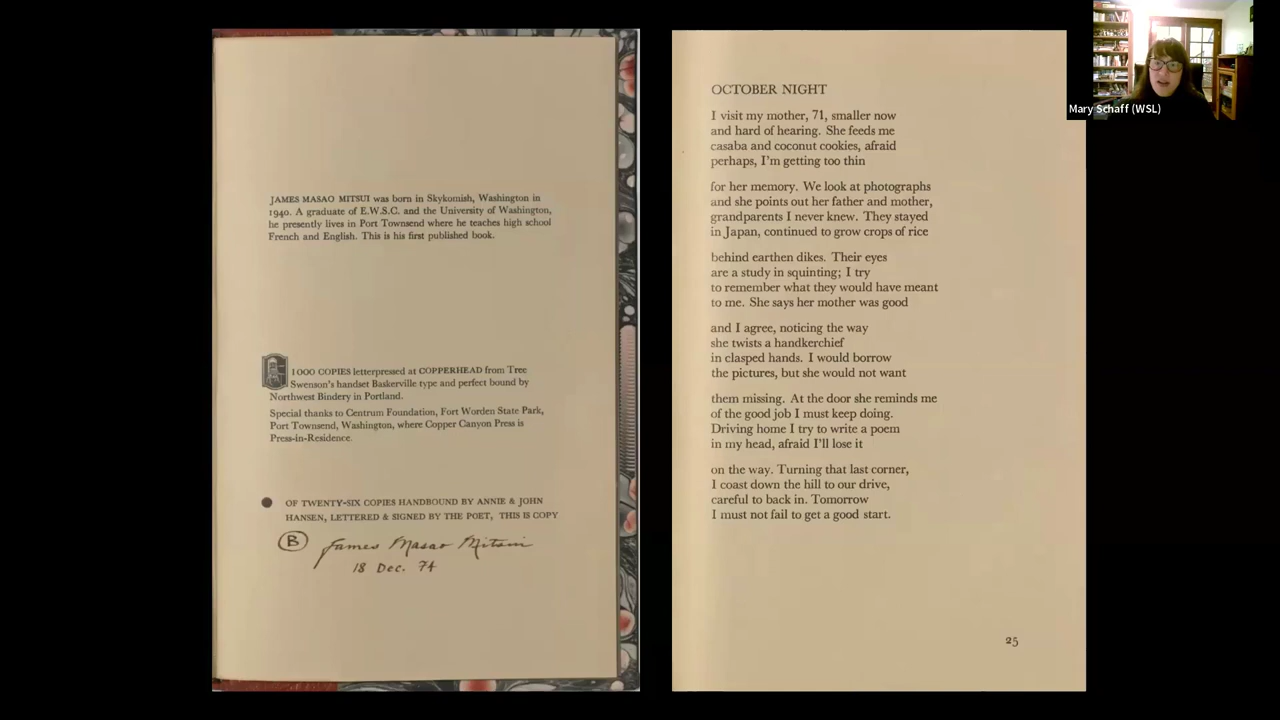 JAMES MASAO MITSUI was born in Skykomish, Washington in
1940. A graduate of E.W.S.C. and the University of Washington,
he presently lives in Port Townsend where he teaches high school
French and English. This is his first published book.
1000 COPIES letterpressed at COPPERHEAD from Tree
Swenson's handset Baskerville type and perfect bound by
Northwest Bindery in Portland.
Special thanks to Centrum Foundation, Fort Worden State Park,
Port Townsend, Washington, where Copper Canyon Press is
Press-in-Residence.
OF TWENTY-SIX COPIES HANDBOUND BY ANNIE & JOHN
HANSEN, LETTERED & SIGNED BY THE POET, THIS IS COPY
B James Masao Mitsui
18 Dec. 74
OCTOBER NIGHT
I visit my mother, 71, smaller now
and hard of hearing. She feeds me
casaba and coconut cookies, afraid
perhaps, I'm getting too thin
for her memory. We look at photographs
and she points out her father and mother,
grandparents I never knew. They stayed
in Japan, continued to grow crops of rice
behind earthen dikes. Their eyes
are a study in squinting; I try
to remember what they would have meant
to me. She says her mother was good
and I agree, noticing the way
she twists a handkerchief
in clasped hands. I would borrow
the pictures, but she would not want
them missing. At the door she reminds me
of the good job I must keep doing.
Driving home I try to write a poem
in my head, afraid I'll lose it
on the way. Turning that last corner,
I coast down the hill to our drive,
careful to back in. Tomorrow
I must not fail to get a good start.
25
Mary Schaff (WSL)